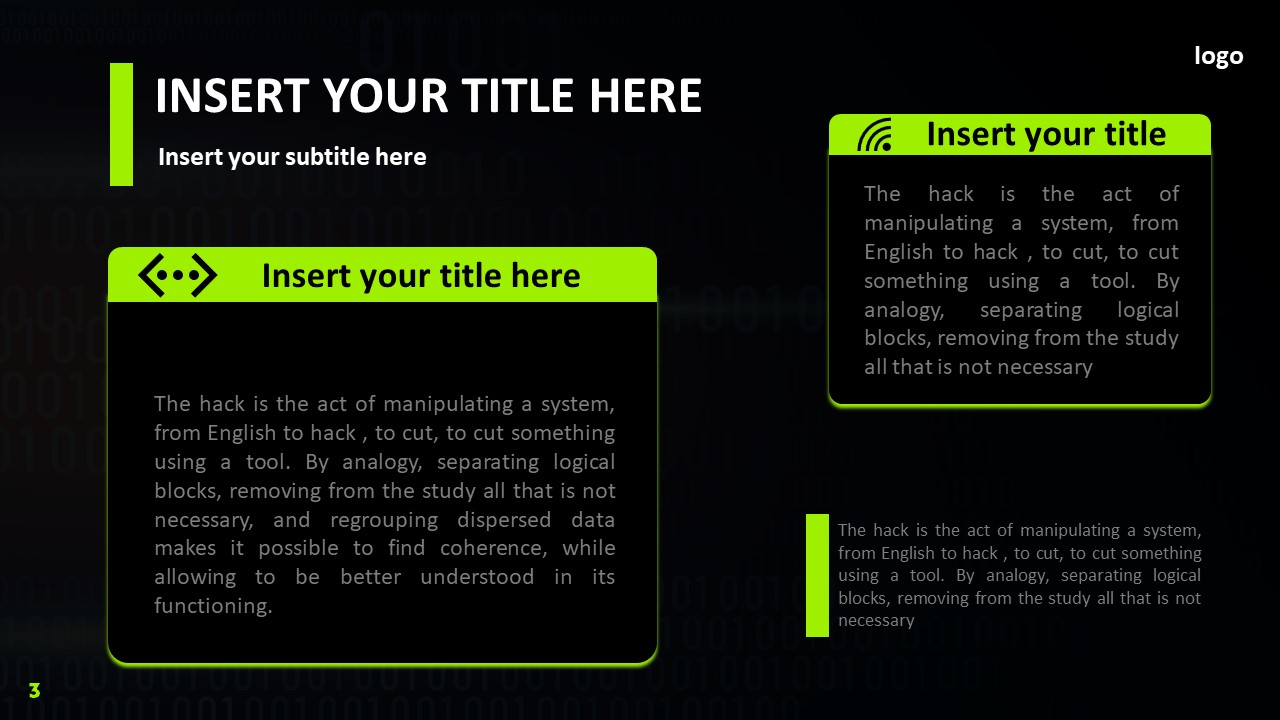 logo
INSERT YOUR TITLE HERE
Insert your subtitle here
Insert your title
The hack is the act of
manipulating a system, from
English to hack , to cut, to cut
something using a tool. By
analogy, separating logical
blocks, removing from the study
all that is not necessary
Insert your title here
The hack is the act of manipulating a system,
from English to hack , to cut, to cut something
using a tool. By analogy, separating logical
blocks, removing from the study all that is not
necessary, and regrouping dispersed data
makes it possible to find coherence, while
allowing to be better understood in its
functioning.
The hack is the act of manipulating a system,
from English to hack , to cut, to cut something
using a tool. By analogy, separating logical
blocks, removing from the study all that is not
necessary
3